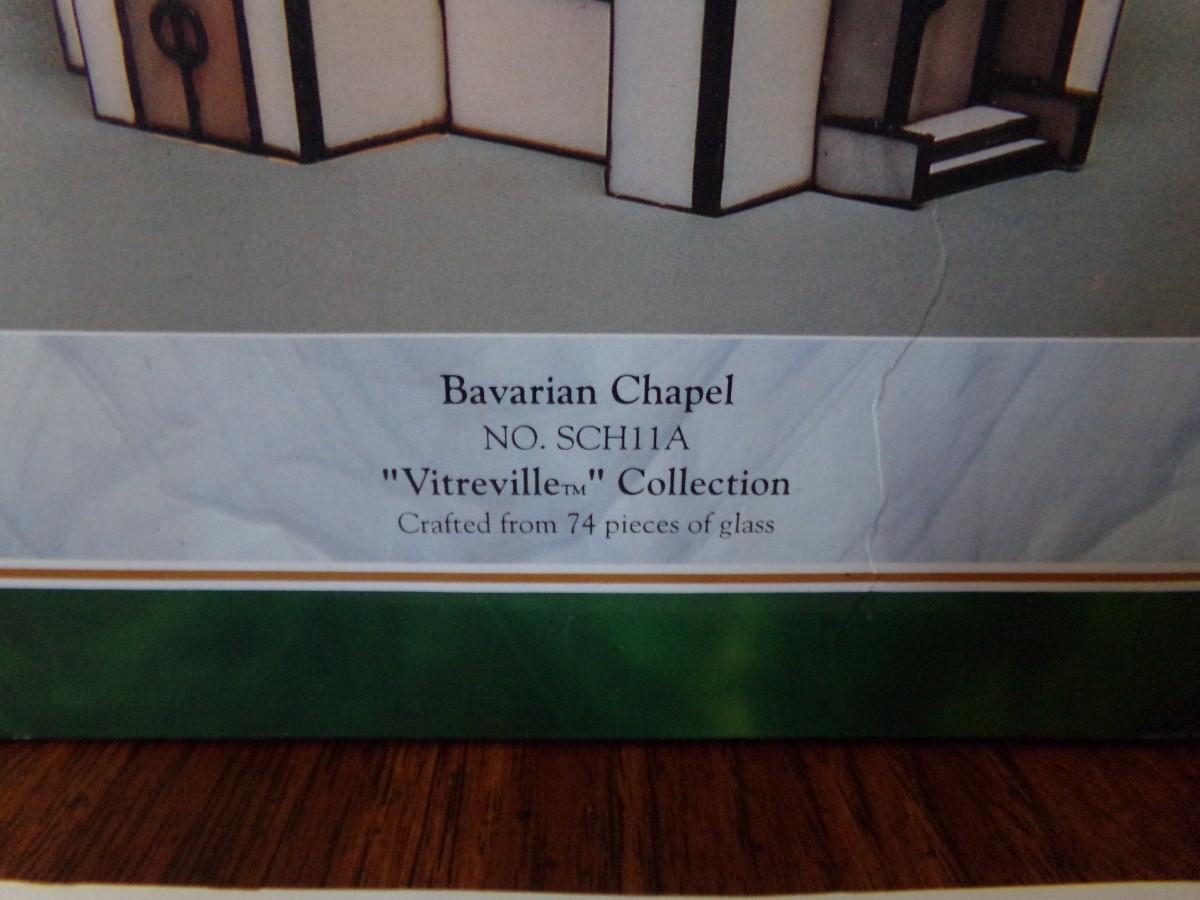 Bavarian Chapel
NO. SCH11A
"Vitreville™" Collection
Crafted from 74 pieces of glass